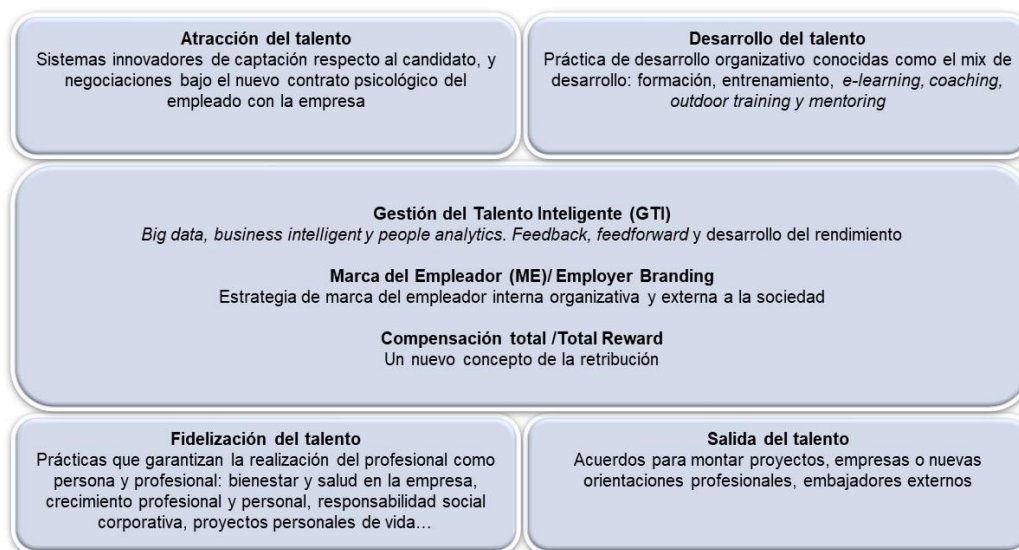 Atracción del talento
Sistemas innovadores de captación respecto al candidato, y
negociaciones bajo el nuevo contrato psicológico del
empleado con la empresa
Desarrollo del talento
Práctica de desarrollo organizativo conocidas como el mix de
desarrollo: formación, entrenamiento, e-learning, coaching,
outdoor training y mentoring
Gestión del Talento Inteligente (GTI)
Big data, business intelligent y people analytics. Feedback, feedforward y desarrollo del rendimiento
Marca del Empleador (ME)/ Employer Branding
Estrategia de marca del empleador interna organizativa y externa a la sociedad
Compensación total /Total Reward
Un nuevo concepto de la retribución
Fidelización del talento
Prácticas que garantizan la realización del profesional como
persona y profesional: bienestar y salud en la empresa,
crecimiento profesional y personal, responsabilidad social
corporativa, proyectos personales de vida…
Salida del talento
Acuerdos para montar proyectos, empresas o nuevas
orientaciones profesionales, embajadores externos